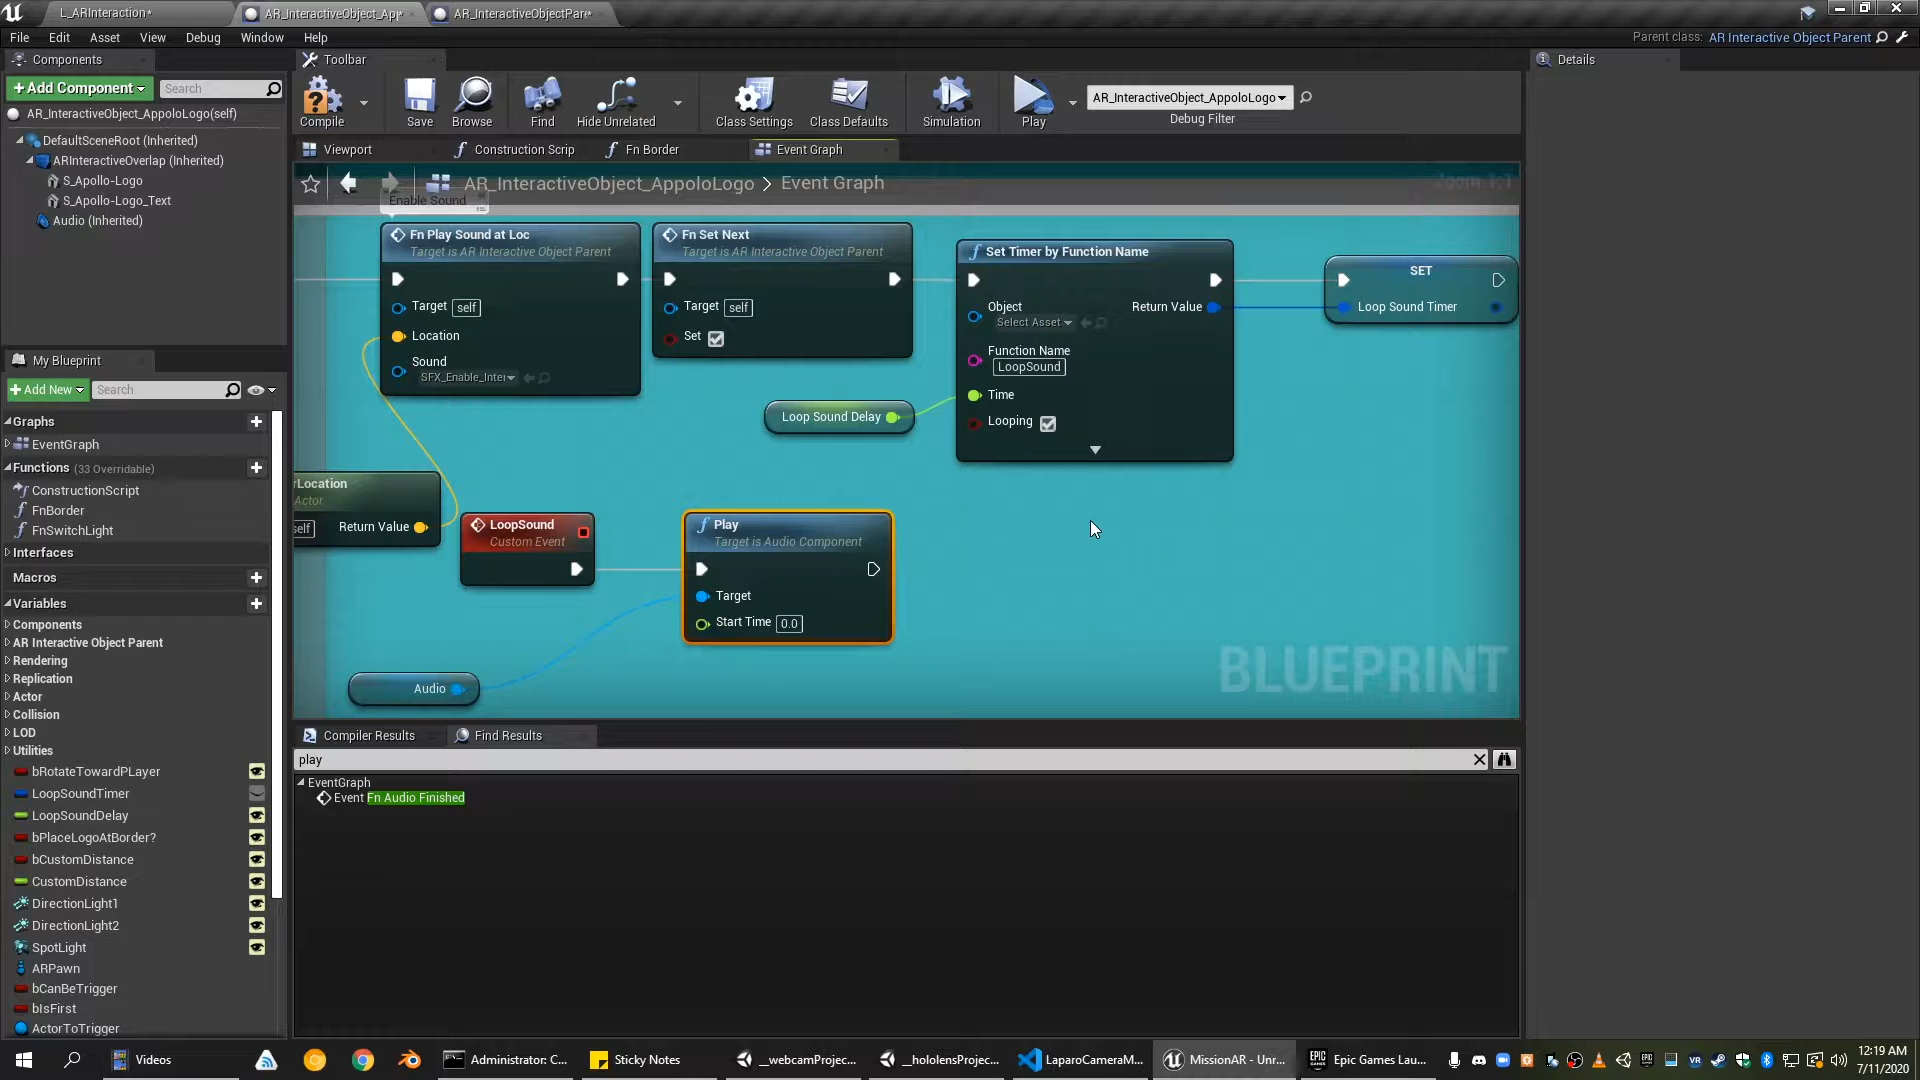 L_ARInteraction*
AR_InteractiveObject_Ap
AR_InteractiveObjectPare*
File Edit Asset View Debug Window Help
Parent class: AR Interactive Object Parent
Components
Toolbar
Details
+Add Component
Search
AR_InteractiveObject_AppoloLogo(self)
DefaultSceneRoot (Inherited)
ARInteractiveOverlap (Inherited)
S_Apollo-Logo
S_Apollo-Logo_Text
Audio (Inherited)
Compile
Save
Browse
Find
Hide Unrelated
Class Settings
Class Defaults
Simulation
Play
AR_InteractiveObject_AppoloLogo
Debug Filter
Viewport
Construction Scrip
Fn Border
Event Graph
AR_InteractiveObject_AppoloLogo > Event Graph
Zoom 1:1
Enable Sound
Fn Play Sound at Loc
Target is AR Interactive Object Parent
Target self
Location
Sound
SFX_Enable_Inter
Fn Set Next
Target is AR Interactive Object Parent
Target self
Set
Set Timer by Function Name
Object
Select Asset
Return Value
Function Name
LoopSound
Time
Looping
SET
Loop Sound Timer
Loop Sound Delay
rLocation
Actor
self
Return Value
LoopSound
Custom Event
Play
Target is Audio Component
Target
Start Time 0.0
Audio
BLUEPRINT
My Blueprint
+Add New
Search
Graphs
EventGraph
Functions (33 Overridable)
ConstructionScript
FnBorder
FnSwitchLight
Interfaces
Macros
Variables
Components
AR Interactive Object Parent
Rendering
Replication
Actor
Collision
LOD
Utilities
bRotateTowardPLayer
LoopSoundTimer
LoopSoundDelay
bPlaceLogoAtBorder?
bCustomDistance
CustomDistance
DirectionLight1
DirectionLight2
SpotLight
ARPawn
bCanBeTrigger
bIsFirst
ActorToTrigger
Compiler Results
Find Results
play
EventGraph
Event Fn Audio Finished
Videos
Administrator: C...
Sticky Notes
__webcamProjec...
__hololensProjec...
LaparoCameraM...
MissionAR - Unr...
EPIC
GAMES
Epic Games Lau...
VR
12:19 AM
7/11/2020